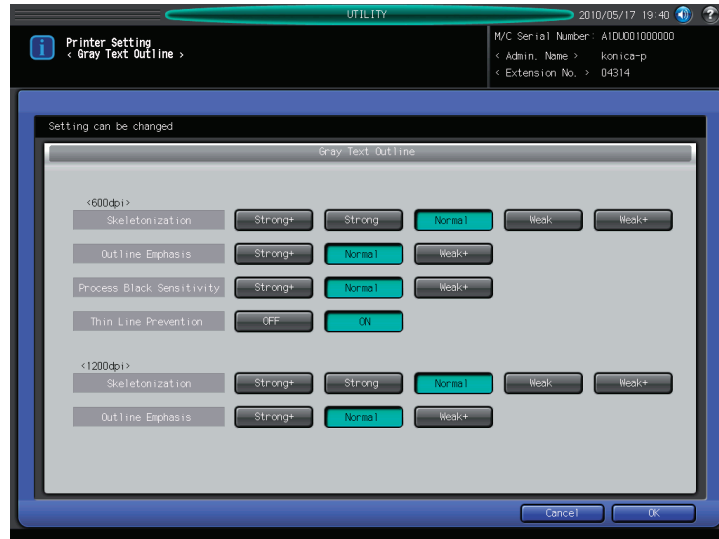 UTILITY 2010/05/17 19:40 ?
i Printer Setting
< Gray Text Outline >
M/C Serial Number: A1DU001000000
< Admin. Name > konica-p
< Extension No. > 04314
Setting can be changed
Gray Text Outline
<600dpi>
Skeletonization Strong+ Strong Normal Weak Weak+
Outline Emphasis Strong+ Normal Weak+
Process Black Sensitivity Strong+ Normal Weak+
Thin Line Prevention OFF ON
<1200dpi>
Skeletonization Strong+ Strong Normal Weak Weak+
Outline Emphasis Strong+ Normal Weak+
Cancel OK